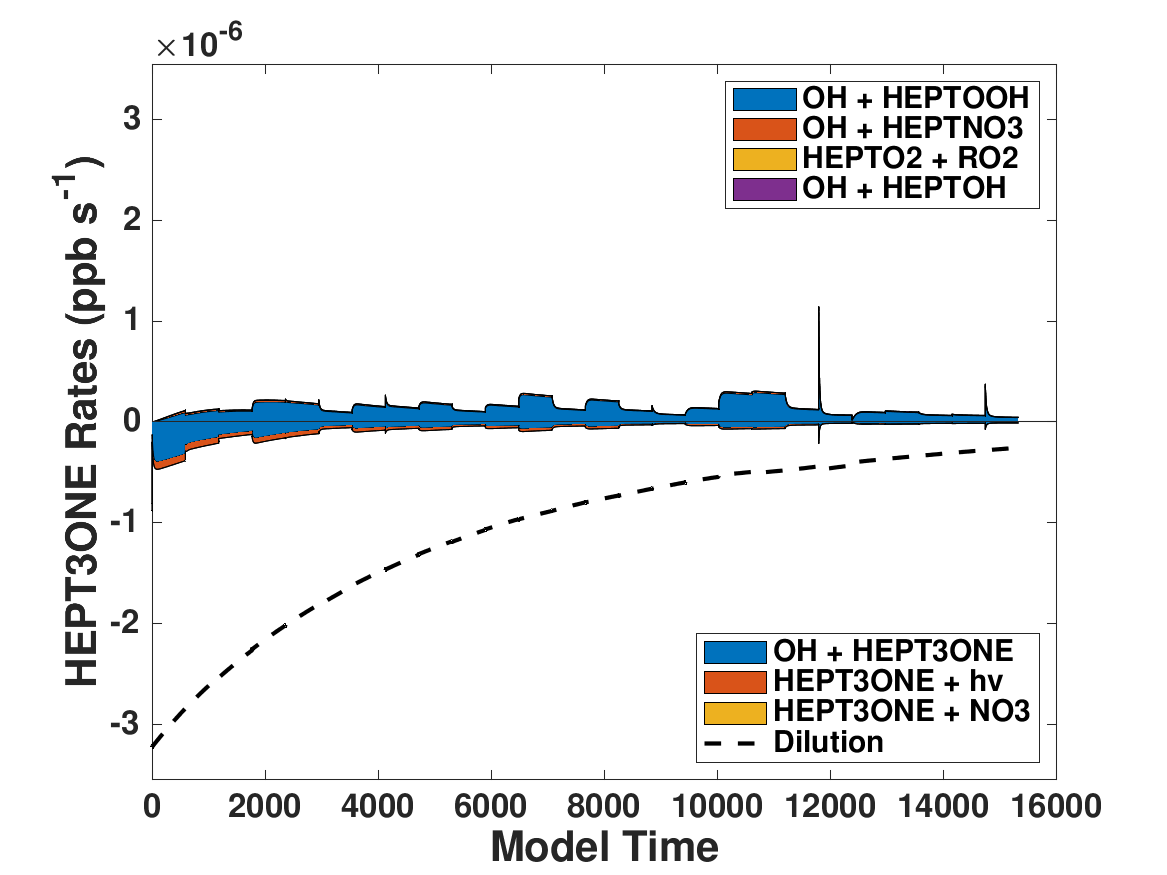 ×10-6
HEPT3ONE Rates (ppb s-1)
3
2
1
0
-1
-2
-3
OH + HEPTOOH
OH + HEPTNO3
HEPTO2 + RO2
OH + HEPTOH
OH + HEPT3ONE
HEPT3ONE + hv
HEPT3ONE + NO3
Dilution
0 2000 4000 6000 8000 10000 12000 14000 16000
Model Time